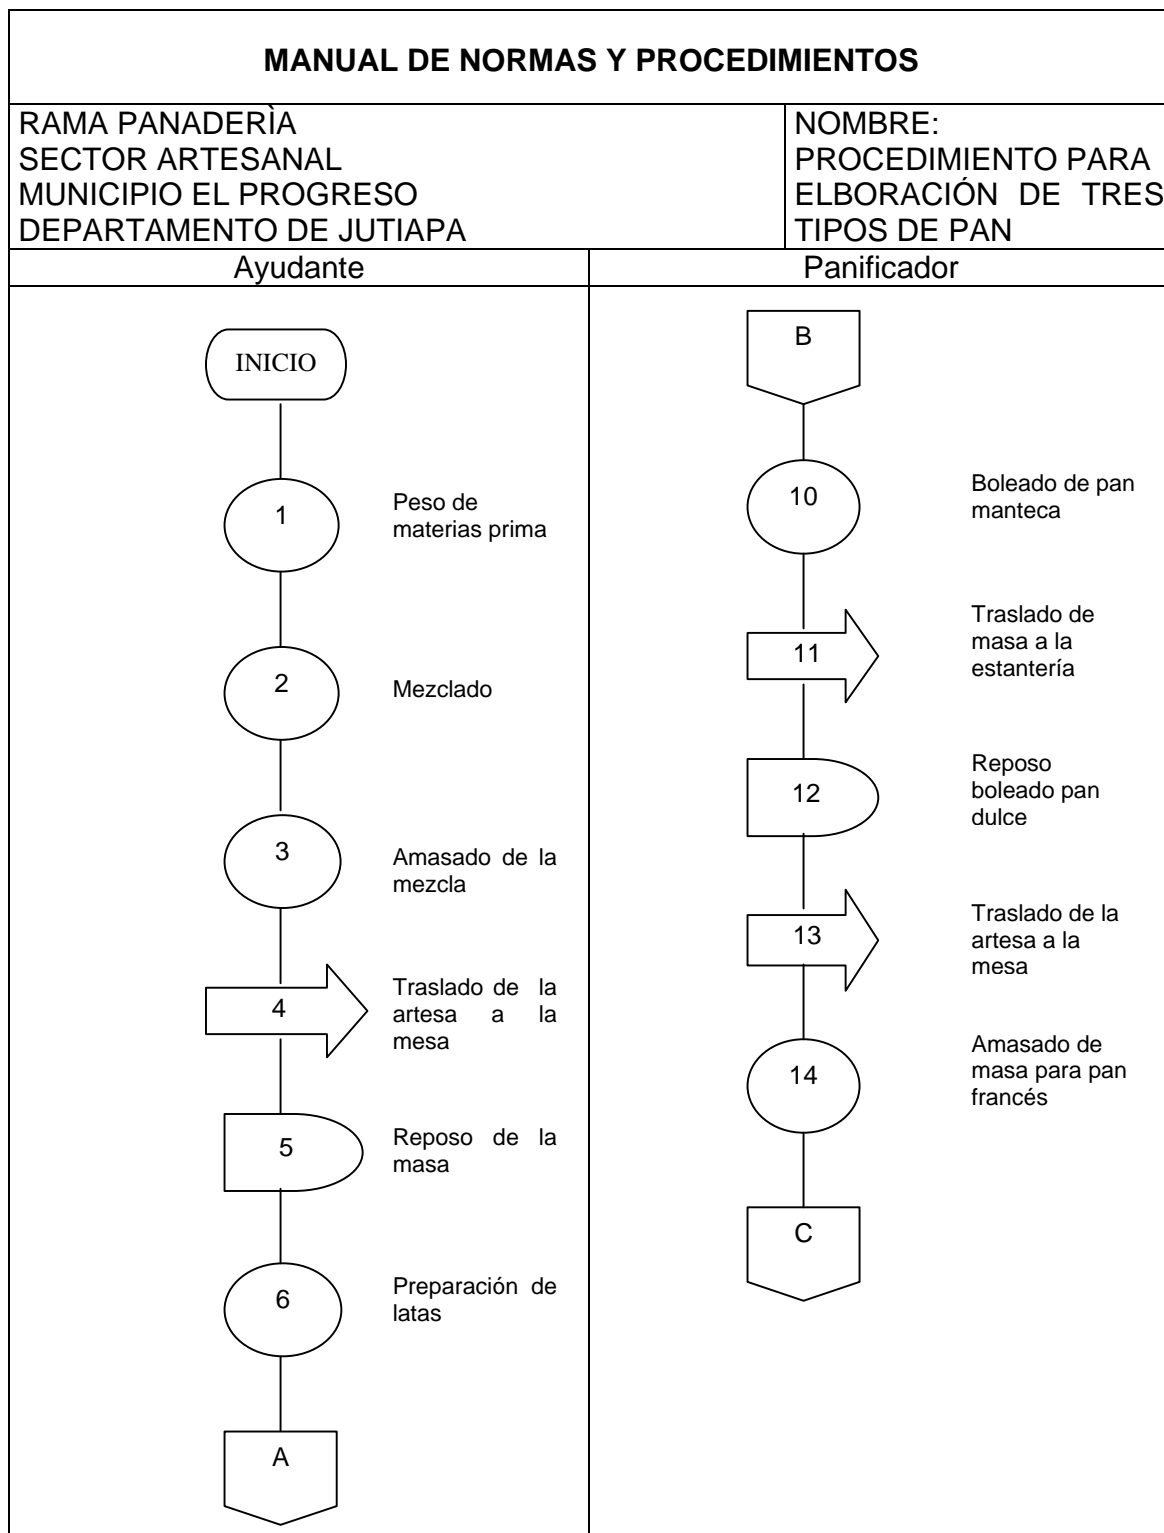 MANUAL DE NORMAS Y PROCEDIMIENTOS
RAMA PANADERÌA
SECTOR ARTESANAL
MUNICIPIO EL PROGRESO
DEPARTAMENTO DE JUTIAPA
NOMBRE:
PROCEDIMIENTO PARA
ELBORACIÓN DE TRES
TIPOS DE PAN
Ayudante
INICIO
1
Peso de
materias prima
2
Mezclado
3
Amasado de la
mezcla
4
Traslado de la
artesa a la
mesa
5
Reposo de la
masa
6
Preparación de
latas
A
Panificador
B
10
Boleado de pan
manteca
11
Traslado de
masa a la
estantería
12
Reposo
boleado pan
dulce
13
Traslado de la
artesa a la
mesa
14
Amasado de
masa para pan
francés
C